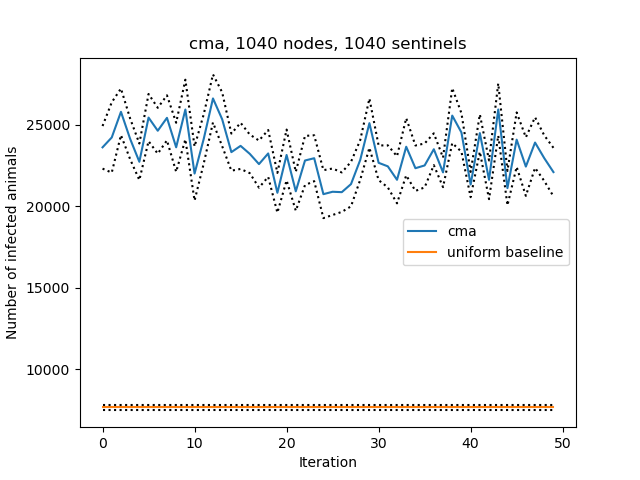 cma, 1040 nodes, 1040 sentinels
Number of infected animals
25000
20000
15000
10000
cma
uniform baseline
0
10
20
30
40
50
Iteration